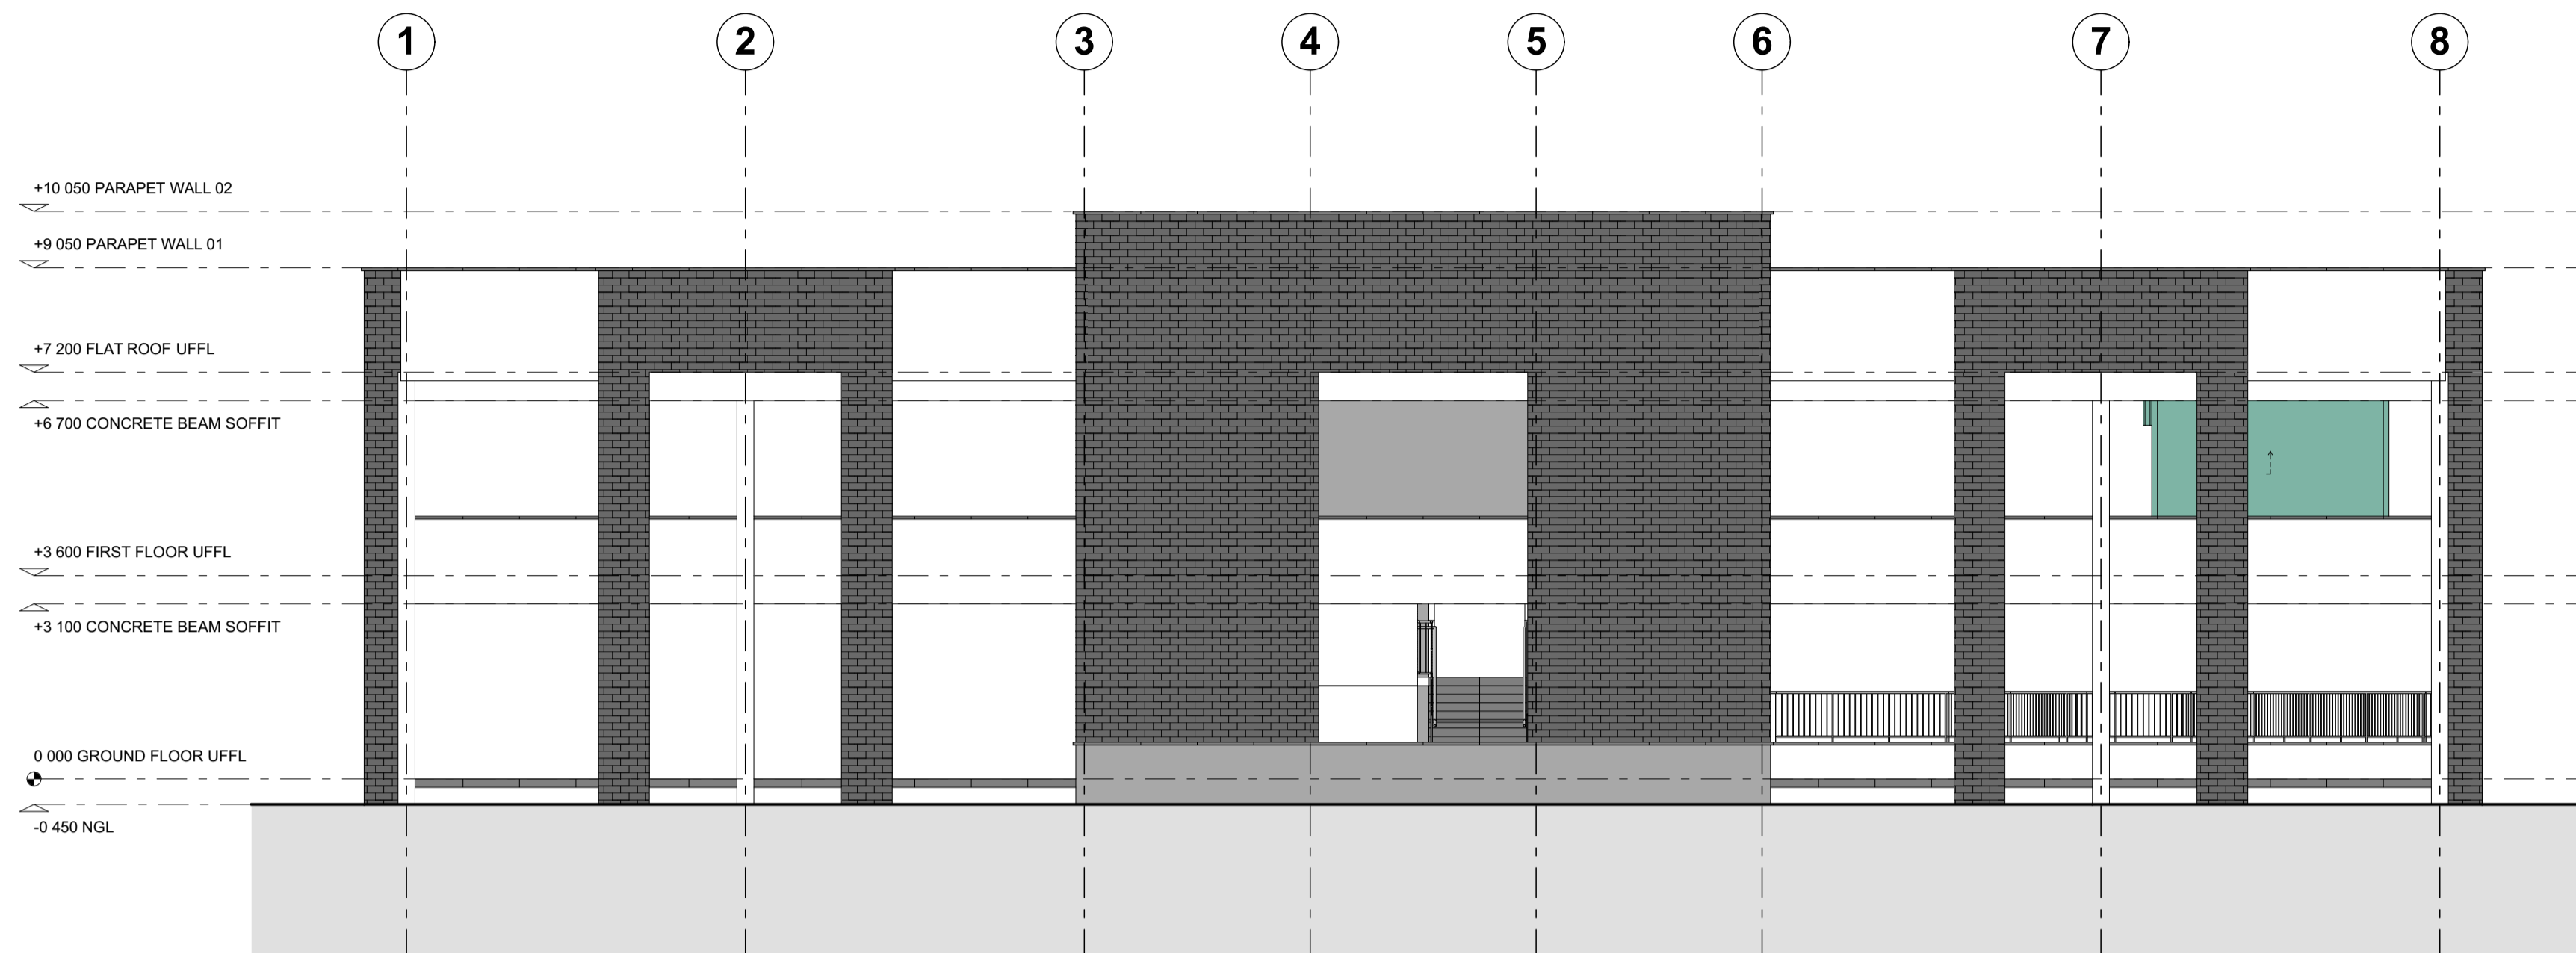 1 2 3 4 5 6 7 8
+10 050 PARAPET WALL 02
+9 050 PARAPET WALL 01
+7 200 FLAT ROOF UFFL
+6 700 CONCRETE BEAM SOFFIT
+3 600 FIRST FLOOR UFFL
+3 100 CONCRETE BEAM SOFFIT
0 000 GROUND FLOOR UFFL
-0 450 NGL